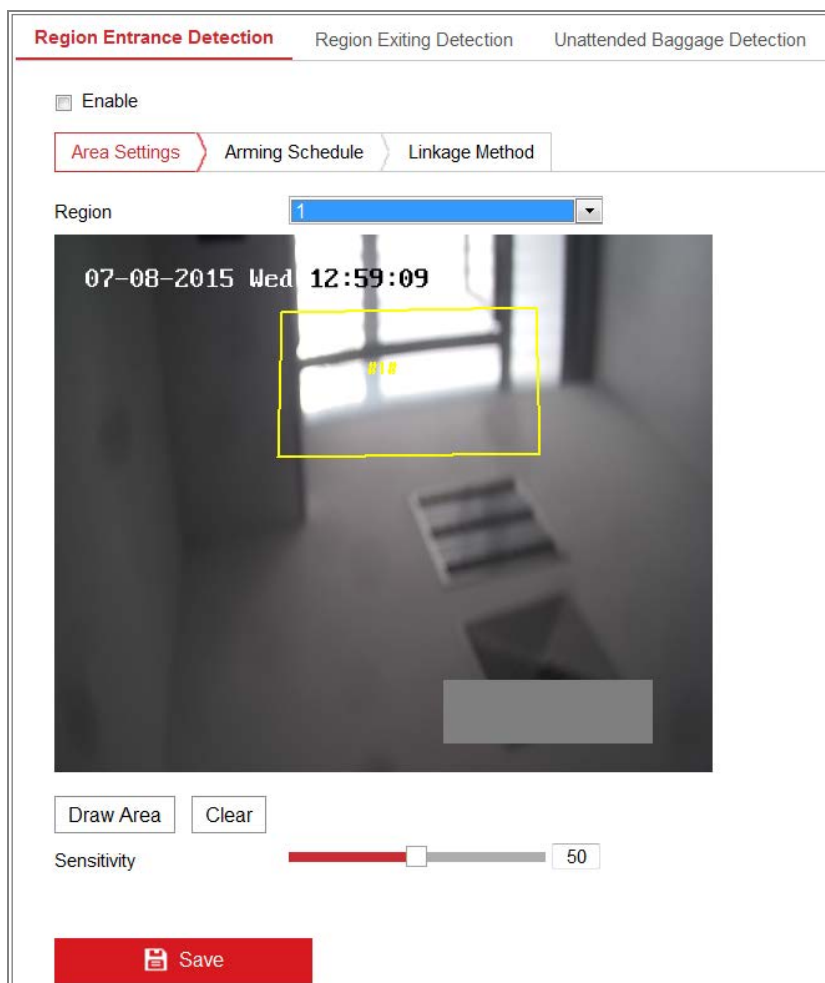 Region Entrance Detection Region Exiting Detection Unattended Baggage Detection
Enable
Area Settings Arming Schedule Linkage Method
Region 1
07-08-2015 Wed 12:59:09
#1#
Draw Area Clear
Sensitivity 50
Save